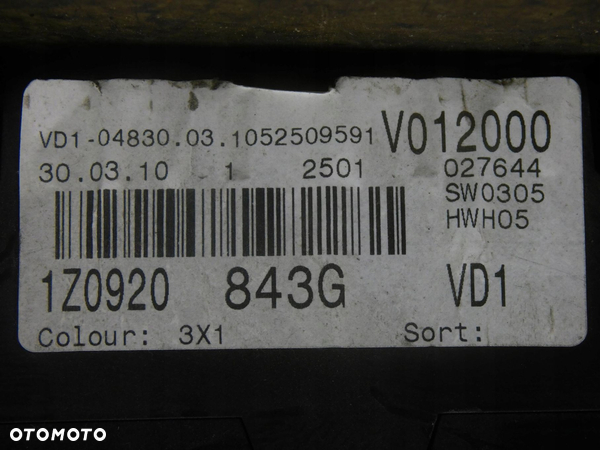 VD1-04830.03.1052509591 V012000
30.03.10 1 2501 027644
SW0305
HWH05
1Z0920 843G VD1
Colour: 3X1 Sort:
OTOMOTO